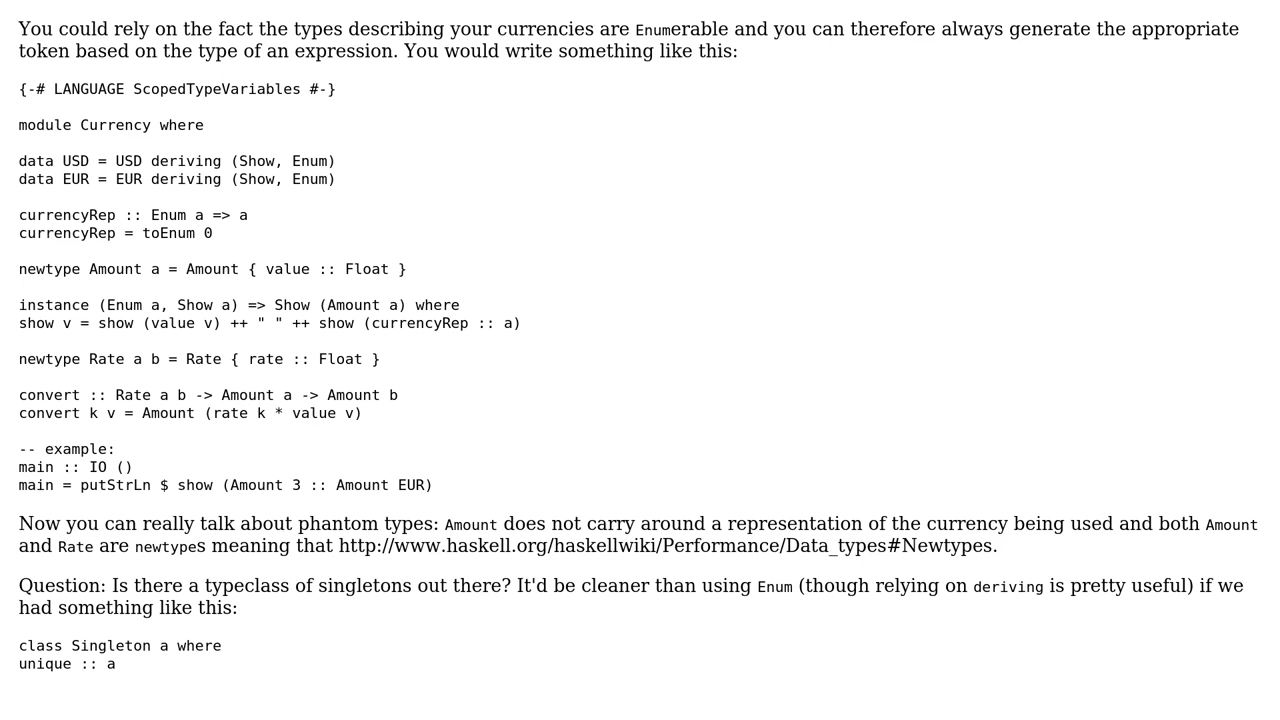 You could rely on the fact the types describing your currencies are Enumerable and you can therefore always generate the appropriate
token based on the type of an expression. You would write something like this:
{-# LANGUAGE ScopedTypeVariables #-}
module Currency where
data USD = USD deriving (Show, Enum)
data EUR = EUR deriving (Show, Enum)
currencyRep :: Enum a => a
currencyRep = toEnum 0
newtype Amount a = Amount { value :: Float }
instance (Enum a, Show a) => Show (Amount a) where
show v = show (value v) ++ " " ++ show (currencyRep :: a)
newtype Rate a b = Rate { rate :: Float }
convert :: Rate a b -> Amount a -> Amount b
convert k v = Amount (rate k * value v)
-- example:
main :: IO ()
main = putStrLn $ show (Amount 3 :: Amount EUR)
Now you can really talk about phantom types: Amount does not carry around a representation of the currency being used and both Amount
and Rate are newtypes meaning that http://www.haskell.org/haskellwiki/Performance/Data_types#Newtypes.
Question: Is there a typeclass of singletons out there? It'd be cleaner than using Enum (though relying on deriving is pretty useful) if we
had something like this:
class Singleton a where
unique :: a